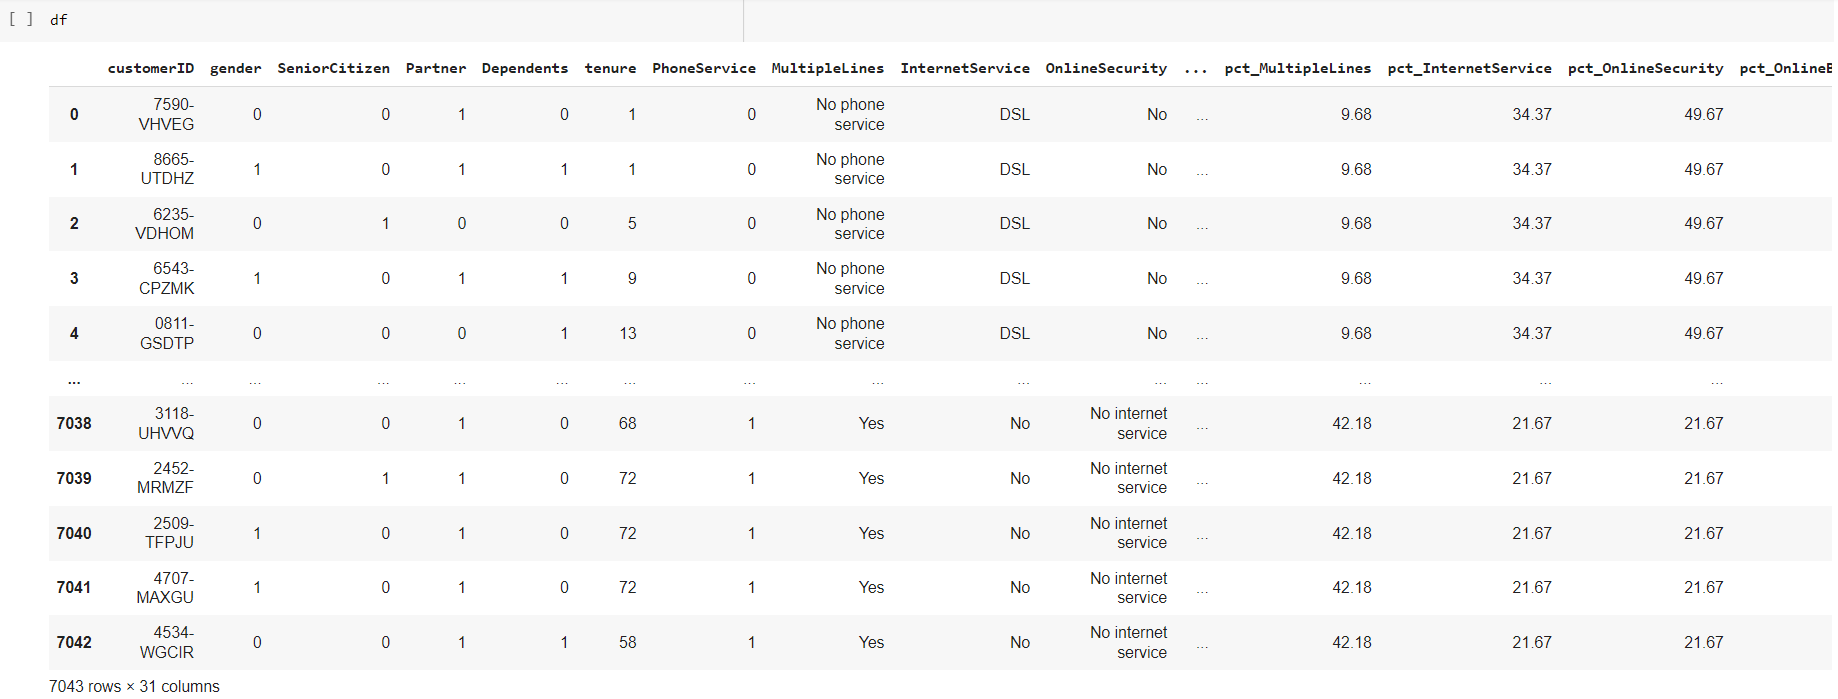 [ ] df
customerID gender SeniorCitizen Partner Dependents tenure PhoneService MultipleLines InternetService OnlineSecurity ... pct_MultipleLines pct_InternetService pct_OnlineSecurity pct_OnlineB
0 7590-VHVEG 0 0 1 0 1 0 No phone service DSL No ... 9.68 34.37 49.67
1 8665-UTDHZ 1 0 1 1 1 0 No phone service DSL No ... 9.68 34.37 49.67
2 6235-VDHOM 0 1 0 0 5 0 No phone service DSL No ... 9.68 34.37 49.67
3 6543-CPZMK 1 0 1 1 9 0 No phone service DSL No ... 9.68 34.37 49.67
4 0811-GSDTP 0 0 0 1 13 0 No phone service DSL No ... 9.68 34.37 49.67
... ... ... ... ... ... ... ... ... ... ... ... ... ... ...
7038 3118-UHVVQ 0 0 1 0 68 1 Yes No No internet service ... 42.18 21.67 21.67
7039 2452-MRMZF 0 1 1 0 72 1 Yes No No internet service ... 42.18 21.67 21.67
7040 2509-TFPJU 1 0 1 0 72 1 Yes No No internet service ... 42.18 21.67 21.67
7041 4707-MAXGU 1 0 1 0 72 1 Yes No No internet service ... 42.18 21.67 21.67
7042 4534-WGCIR 0 0 1 1 58 1 Yes No No internet service ... 42.18 21.67 21.67
7043 rows × 31 columns